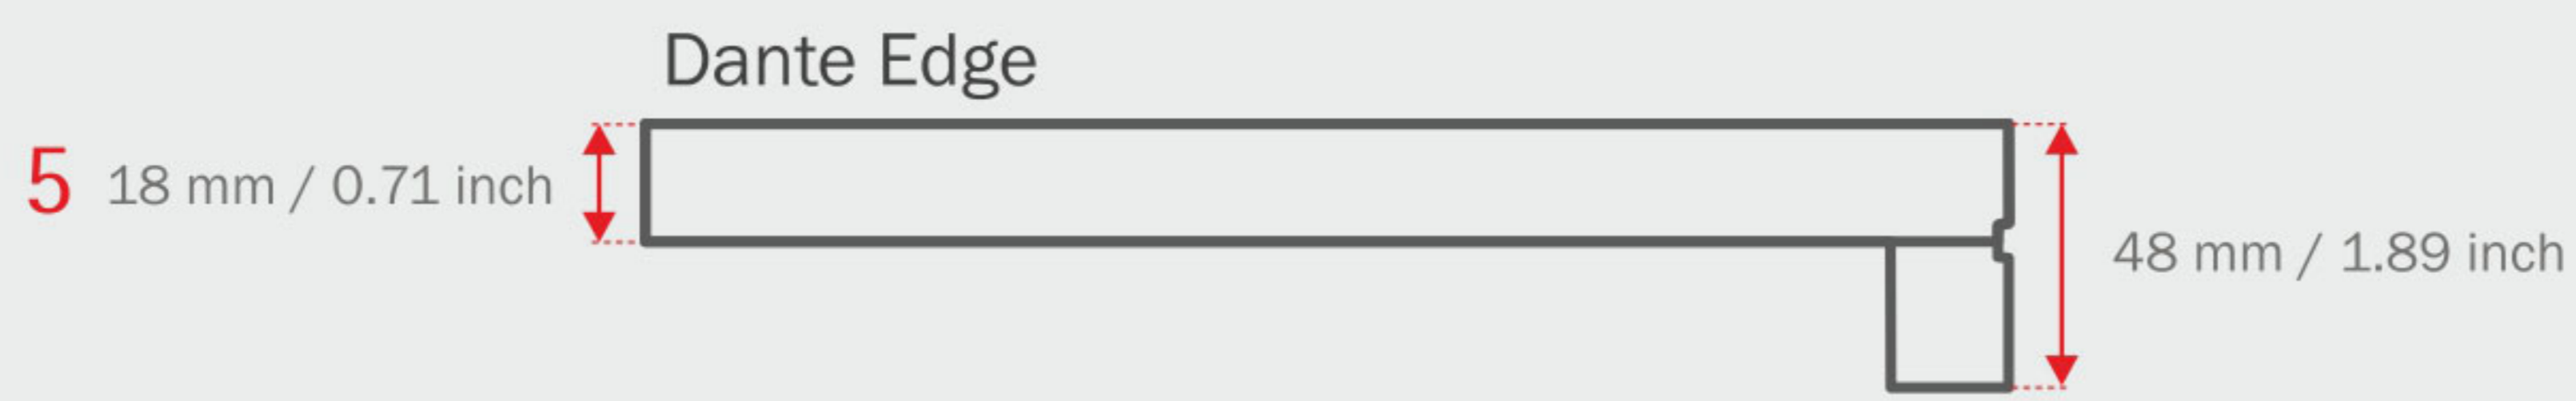 Dante Edge
5 18 mm / 0.71 inch
48 mm / 1.89 inch